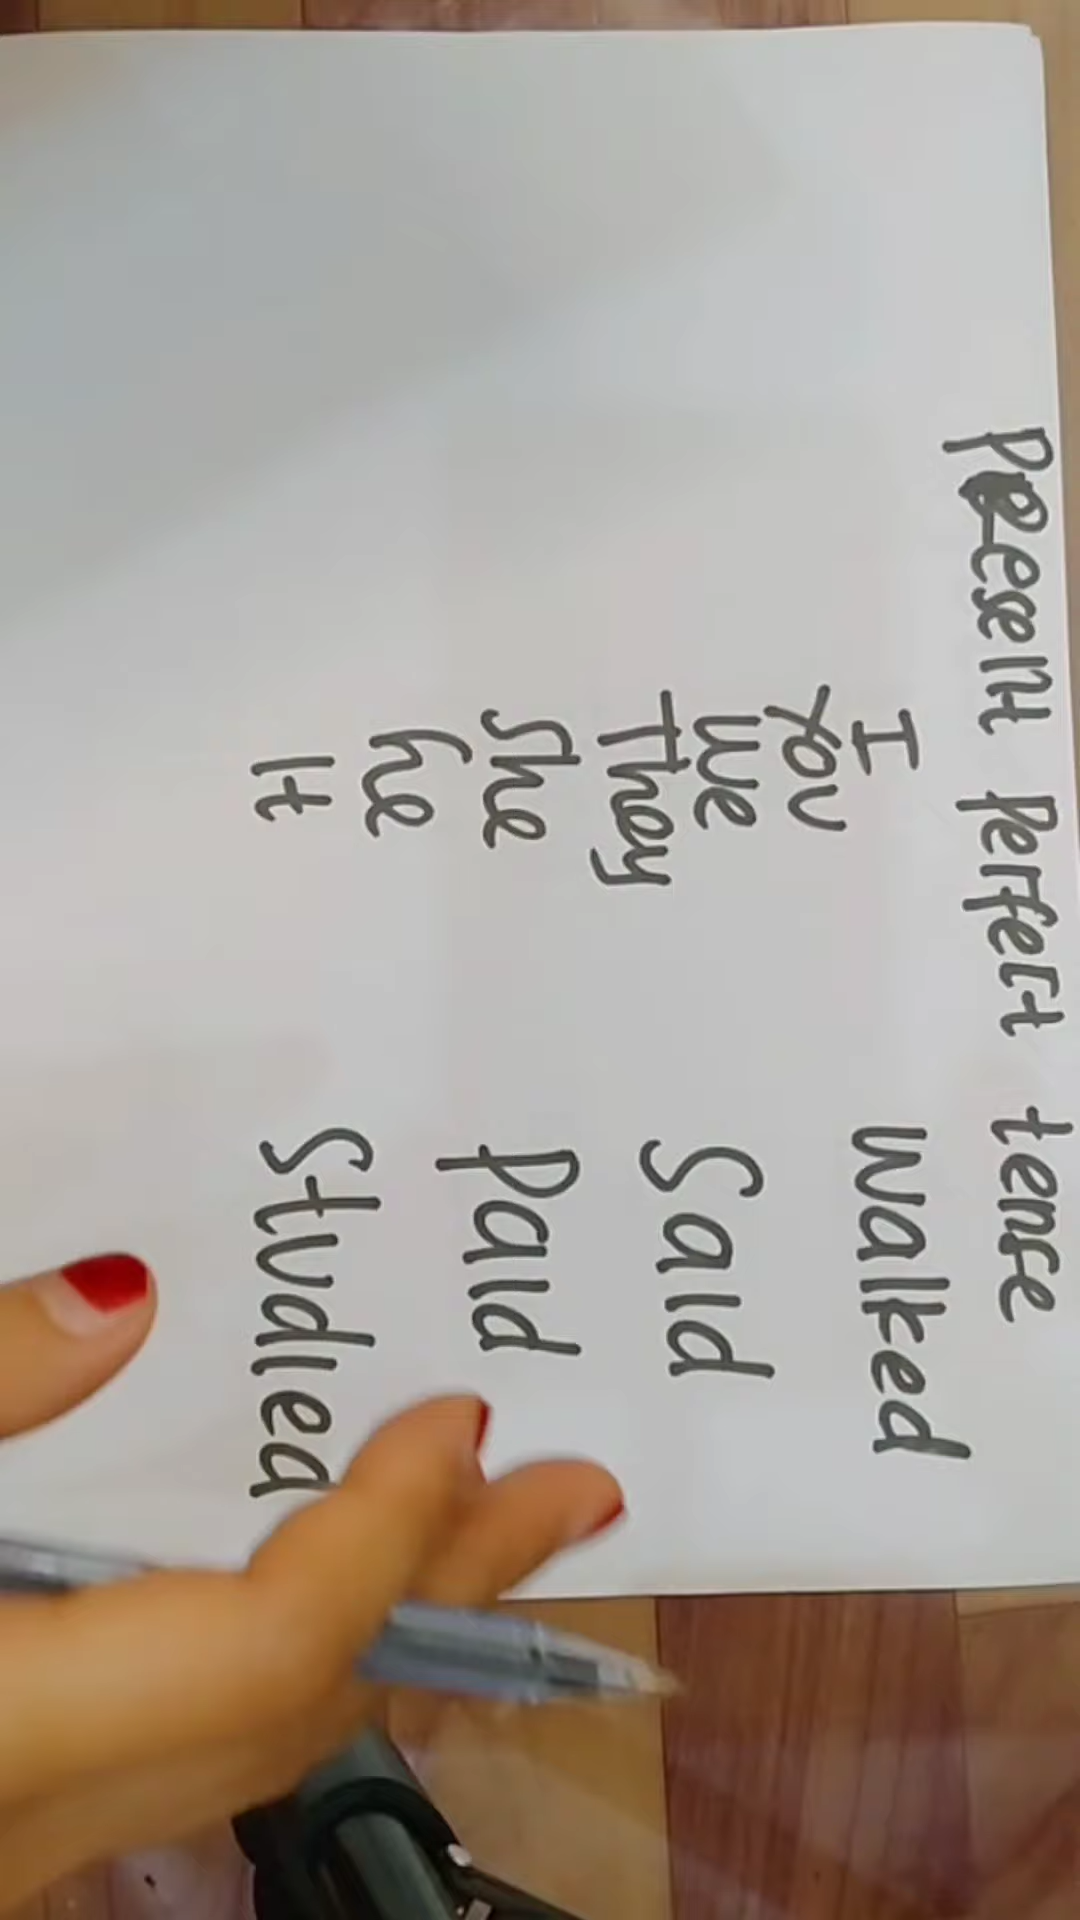 Present Perfect tense
I
You
We
They
She
he
It
Walked
Said
Paid
Studied